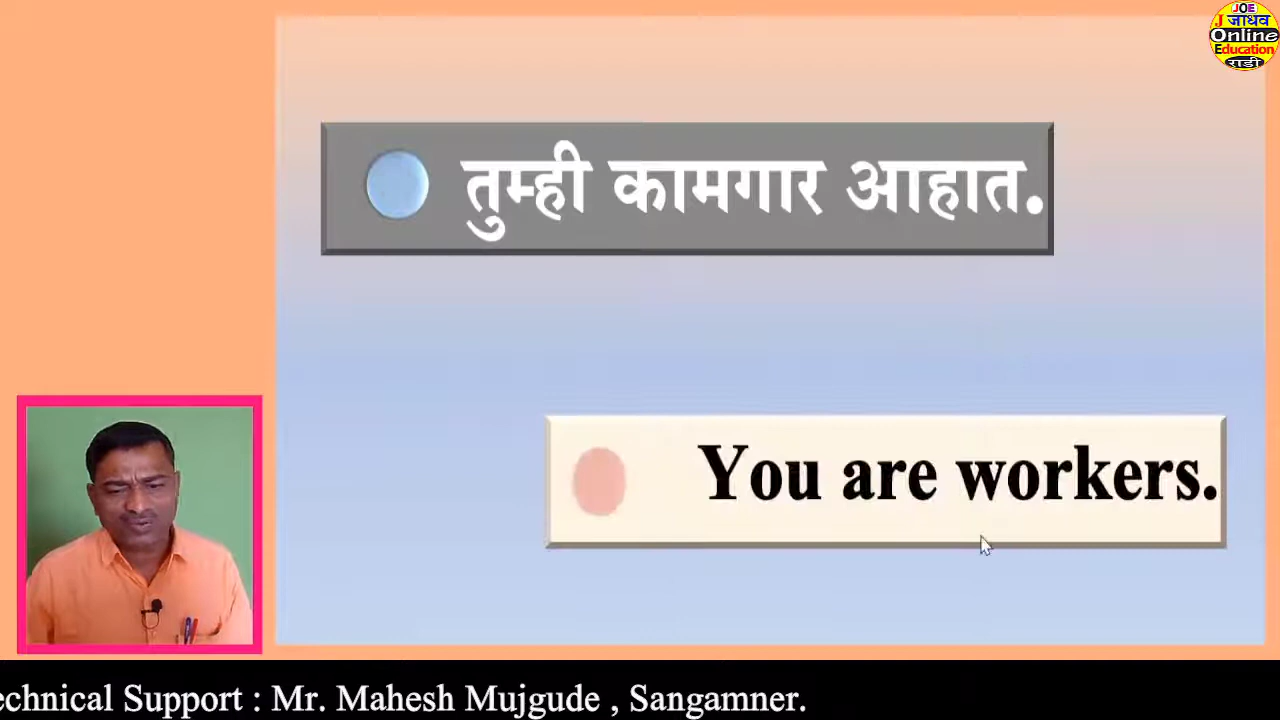 JOE
J जाधव
Online
Education
राडी
तुम्ही कामगार आहात.
You are workers.
echnical Support : Mr. Mahesh Mujgude , Sangamner.